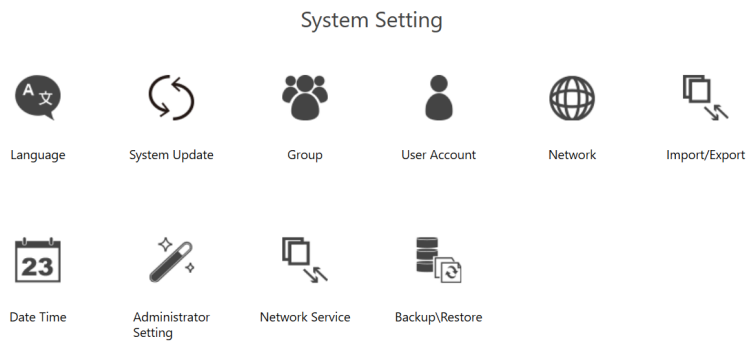 System Setting
A 文
Language
System Update
Group
User Account
Network
Import/Export
23
Date Time
Administrator
Setting
Network Service
Backup\Restore